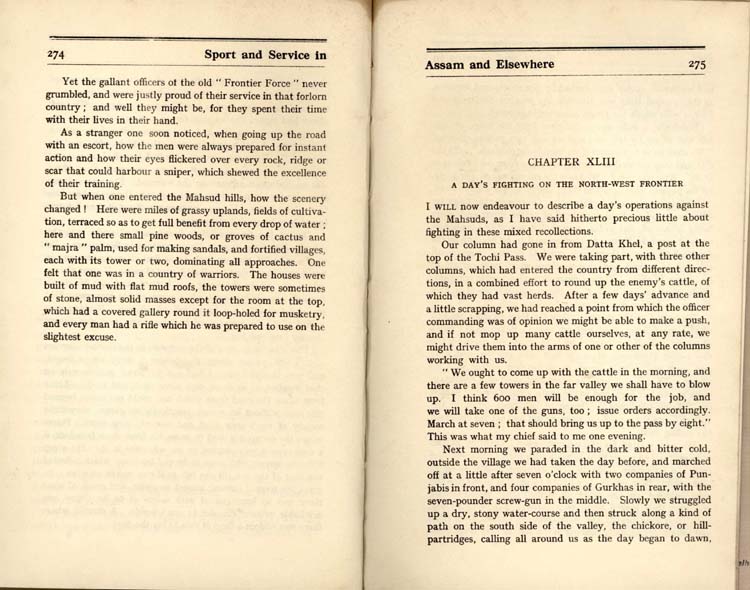 274 Sport and Service in
Yet the gallant officers of the old " Frontier Force " never
grumbled, and were justly proud of their service in that forlorn
country ; and well they might be, for they spent their time
with their lives in their hand.
As a stranger one soon noticed, when going up the road
with an escort, how the men were always prepared for instant
action and how their eyes flickered over every rock, ridge or
scar that could harbour a sniper, which shewed the excellence
of their training.
But when one entered the Mahsud hills, how the scenery
changed ! Here were miles of grassy uplands, fields of cultiva-
tion, terraced so as to get full benefit from every drop of water ;
here and there small pine woods, or groves of cactus and
" majra " palm, used for making sandals, and fortified villages,
each with its tower or two, dominating all approaches. One
felt that one was in a country of warriors. The houses were
built of mud with flat mud roofs, the towers were sometimes
of stone, almost solid masses except for the room at the top,
which had a covered gallery round it loop-holed for musketry,
and every man had a rifle which he was prepared to use on the
slightest excuse.
Assam and Elsewhere 275
CHAPTER XLIII
A DAY'S FIGHTING ON THE NORTH-WEST FRONTIER
I WILL now endeavour to describe a day's operations against
the Mahsuds, as I have said hitherto precious little about
fighting in these mixed recollections.
Our column had gone in from Datta Khel, a post at the
top of the Tochi Pass. We were taking part, with three other
columns, which had entered the country from different direc-
tions, in a combined effort to round up the enemy's cattle, of
which they had vast herds. After a few days' advance and
a little scrapping, we had reached a point from which the officer
commanding was of opinion we might be able to make a push,
and if not mop up many cattle ourselves, at any rate, we
might drive them into the arms of one or other of the columns
working with us.
" We ought to come up with the cattle in the morning, and
there are a few towers in the far valley we shall have to blow
up. I think 600 men will be enough for the job, and
we will take one of the guns, too ; issue orders accordingly.
March at seven ; that should bring us up to the pass by eight."
This was what my chief said to me one evening.
Next morning we paraded in the dark and bitter cold,
outside the village we had taken the day before, and marched
off at a little after seven o'clock with two companies of Pun-
jabis in front, and four companies of Gurkhas in rear, with the
seven-pounder screw-gun in the middle. Slowly we struggled
up a dry, stony water-course and then struck along a kind of
path on the south side of the valley, the chickore, or hill-
partridges, calling all around us as the day began to dawn,